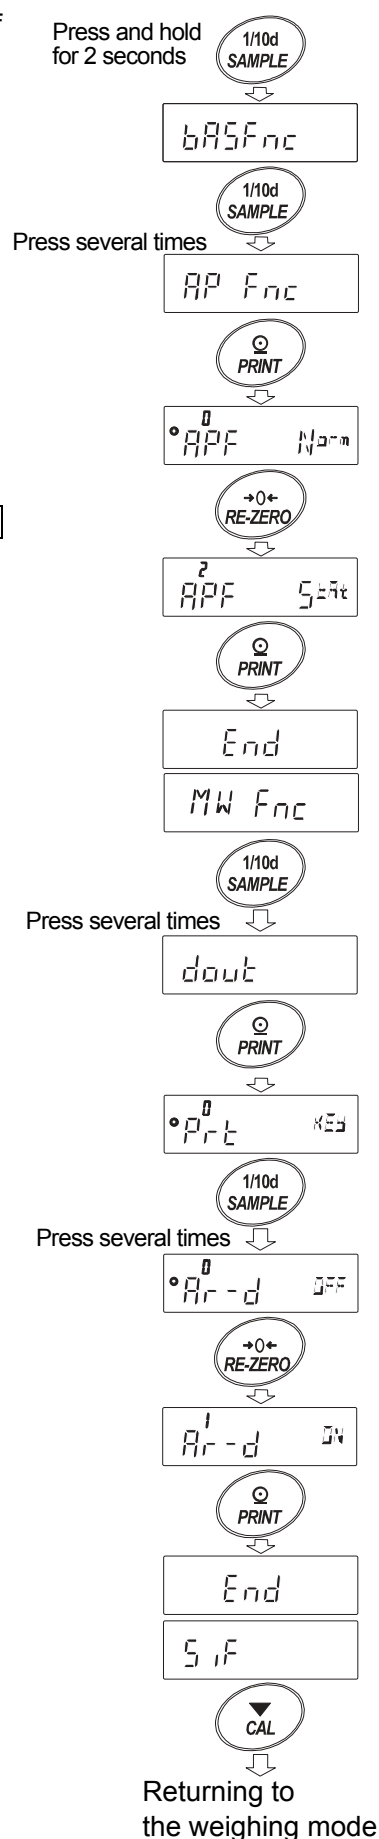 Press and hold
for 2 seconds
1/10d
SAMPLE
bASFnc
1/10d
SAMPLE
Press several times
AP Fnc
PRINT
0
APF Norm
→0←
RE-ZERO
2
APF StAt
PRINT
End
MW Fnc
1/10d
SAMPLE
Press several times
dout
PRINT
0
Prt KEY
1/10d
SAMPLE
Press several times
0
Ar-d OFF
→0←
RE-ZERO
1
Ar-d ON
PRINT
End
SiF
CAL
Returning to
the weighing mode